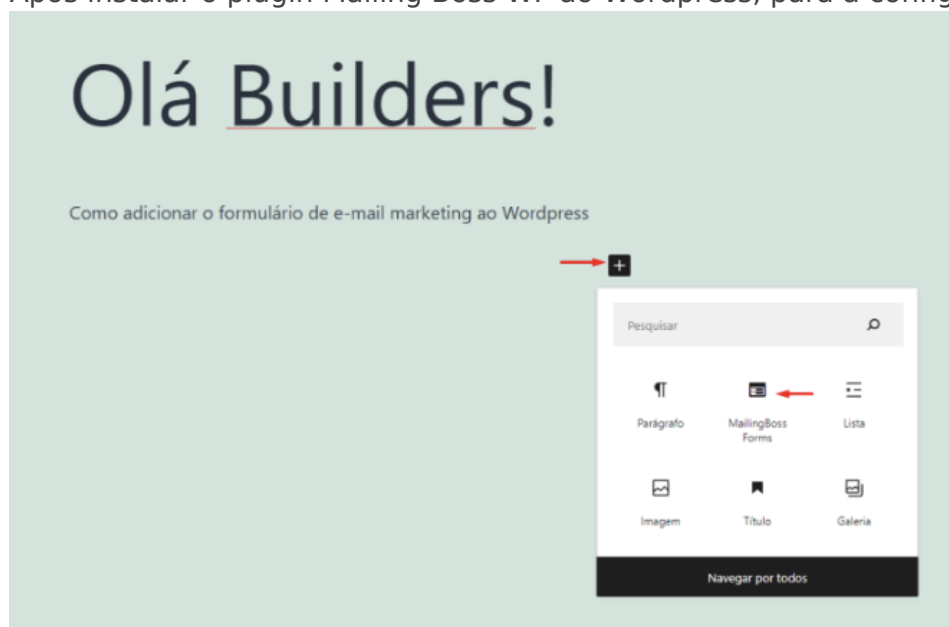 Após instalar o plugin Mailing Boss WP ao Wordpress, para a config
Olá Builders!
Como adicionar o formulário de e-mail marketing ao Wordpress
Pesquisar
Parágrafo
MailingBoss
Forms
Lista
Imagem
Título
Galeria
Navegar por todos